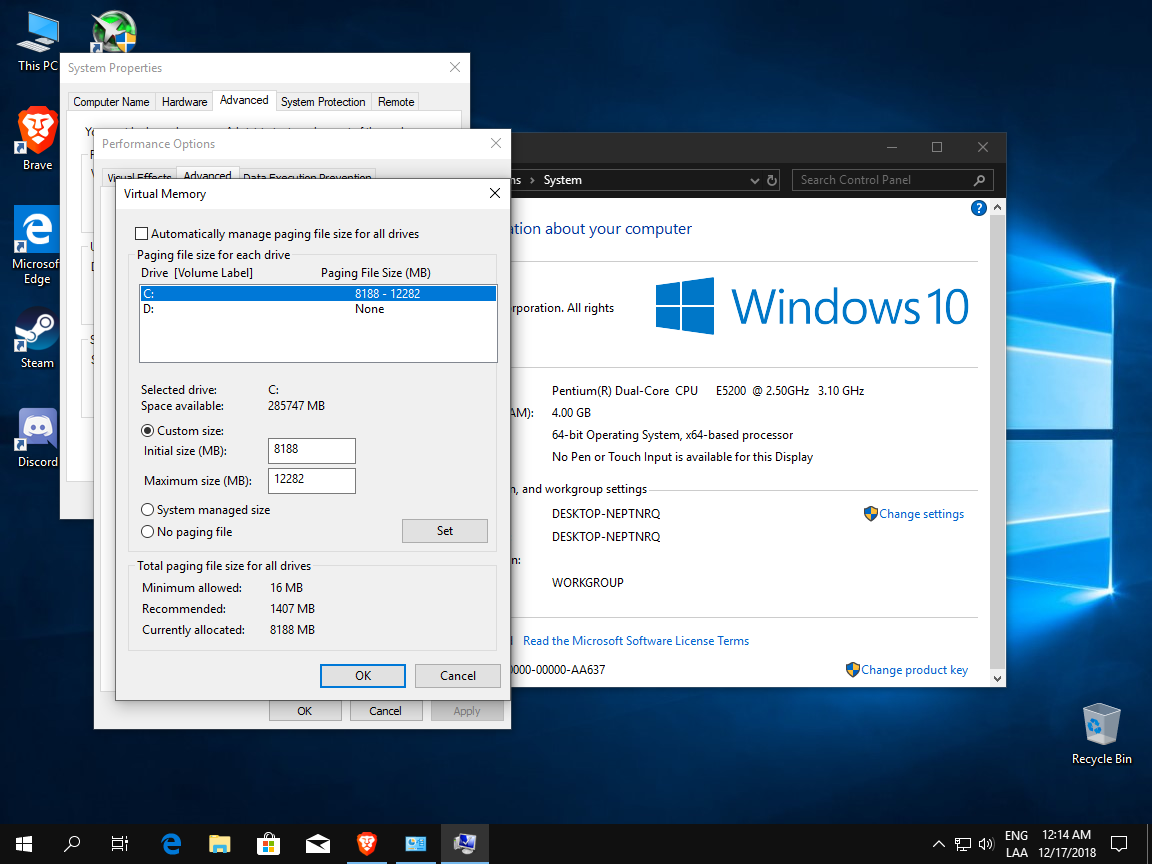 This PC
Brave
Microsof
Edge
Steam
Discord
System Properties
Computer Name
Hardware
Advanced
System Protection
Remote
Performance Options
Visual Effects
Advanced
Data Execution Prevention
Virtual Memory
Automatically manage paging file size for all drives
Paging file size for each drive
Drive [Volume Label] Paging File Size (MB)
C: 8188 - 12282
D: None
Selected drive: C:
Space available: 285747 MB
Custom size:
Initial size (MB): 8188
Maximum size (MB): 12282
System managed size
No paging file
Set
Total paging file size for all drives
Minimum allowed: 16 MB
Recommended: 1407 MB
Currently allocated: 8188 MB
OK Cancel
OK Cancel Apply
ns › System
Search Control Panel
ation about your computer
rporation. All rights
Windows 10
Pentium(R) Dual-Core CPU E5200 @ 2.50GHz 3.10 GHz
AM): 4.00 GB
64-bit Operating System, x64-based processor
No Pen or Touch Input is available for this Display
n, and workgroup settings
DESKTOP-NEPTNRQ
Change settings
DESKTOP-NEPTNRQ
n:
WORKGROUP
Read the Microsoft Software License Terms
0000-00000-AA637
Change product key
Recycle Bin
ENG
LAA
12:14 AM
12/17/2018